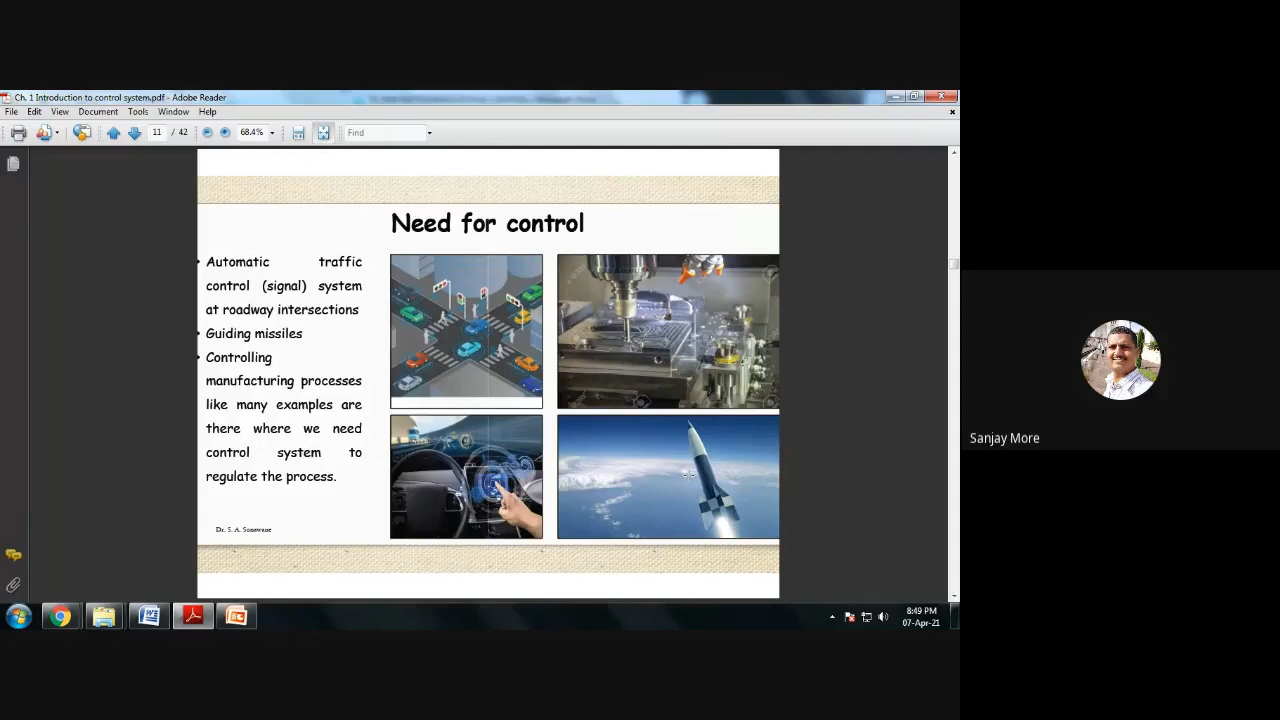 Ch. 1 Introduction to control system.pdf - Adobe Reader
File Edit View Document Tools Window Help
11 / 42 68.4% Find
Need for control
• Automatic traffic
control (signal) system
at roadway intersections
• Guiding missiles
• Controlling
manufacturing processes
like many examples are
there where we need
control system to
regulate the process.
Dr. S. A. Sonawane
Sanjay More
8:49 PM
07-Apr-21